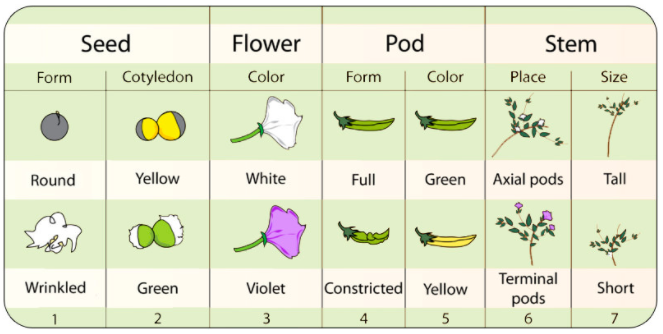 Seed Flower Pod Stem
Form Cotyledon Color Form Color Place Size
Round Yellow White Full Green Axial pods Tall
Wrinkled Green Violet Constricted Yellow Terminal pods Short
1 2 3 4 5 6 7